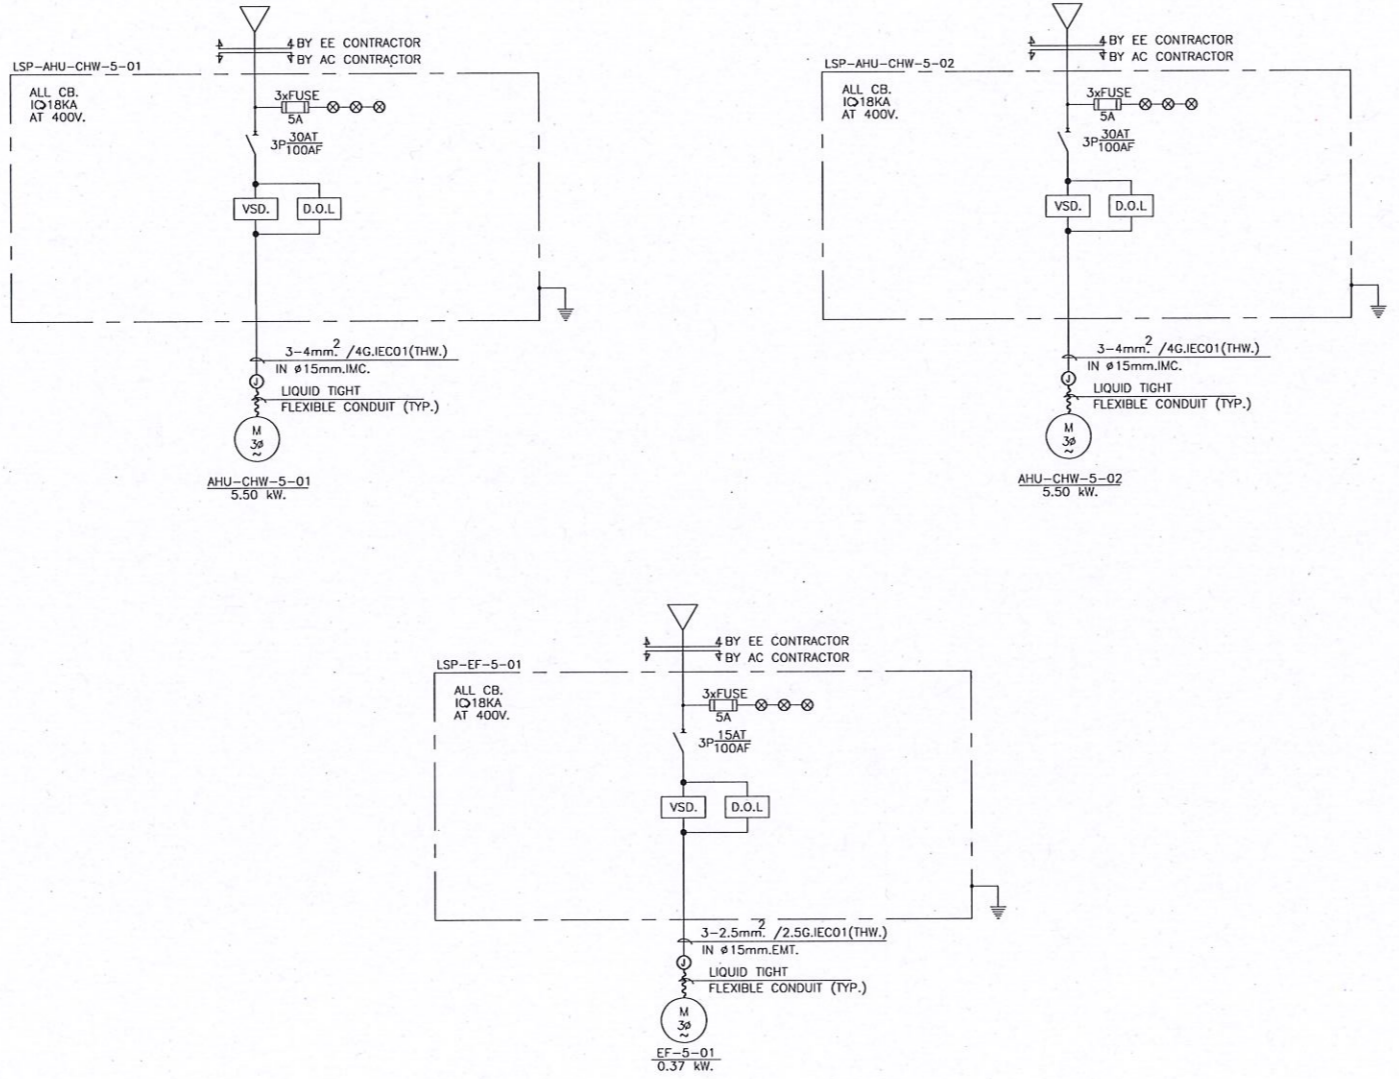 BY EE CONTRACTOR
BY AC CONTRACTOR
LSP-AHU-CHW-5-01
ALL CB.
IC>18KA
AT 400V.
3xFUSE
5A
3P 30AT
100AF
VSD.
D.O.L
3-4mm.² /4G.IEC01(THW.)
IN ø15mm.IMC.
J
LIQUID TIGHT
FLEXIBLE CONDUIT (TYP.)
M
3ø
~
AHU-CHW-5-01
5.50 kW.
BY EE CONTRACTOR
BY AC CONTRACTOR
LSP-AHU-CHW-5-02
ALL CB.
IC>18KA
AT 400V.
3xFUSE
5A
3P 30AT
100AF
VSD.
D.O.L
3-4mm.² /4G.IEC01(THW.)
IN ø15mm.IMC.
J
LIQUID TIGHT
FLEXIBLE CONDUIT (TYP.)
M
3ø
~
AHU-CHW-5-02
5.50 kW.
BY EE CONTRACTOR
BY AC CONTRACTOR
LSP-EF-5-01
ALL CB.
IC>18KA
AT 400V.
3xFUSE
5A
3P 15AT
100AF
VSD.
D.O.L
3-2.5mm.² /2.5G.IEC01(THW.)
IN ø15mm.EMT.
J
LIQUID TIGHT
FLEXIBLE CONDUIT (TYP.)
M
3ø
~
EF-5-01
0.37 kW.